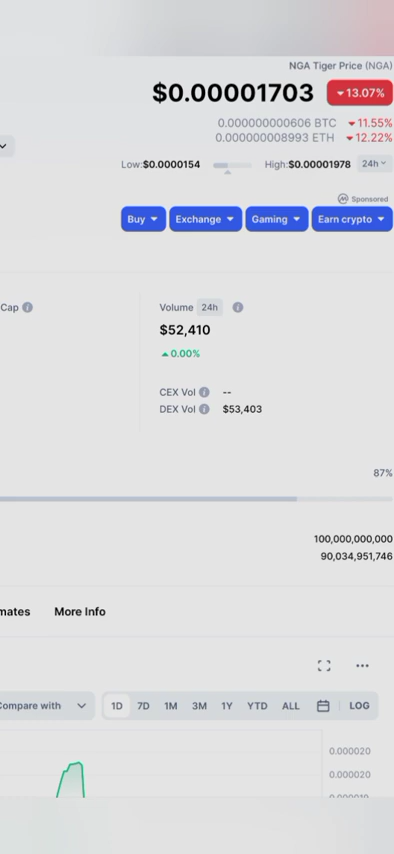 NGA Tiger Price (NGA)
$0.00001703 13.07%
0.000000000606 BTC 11.55%
0.000000008993 ETH 12.22%
Low:$0.0000154 High:$0.00001978 24h
Sponsored
Buy Exchange Gaming Earn crypto
Cap
Volume 24h
$52,410
0.00%
CEX Vol --
DEX Vol $53,403
87%
100,000,000,000
90,034,951,746
mates More Info
Compare with 1D 7D 1M 3M 1Y YTD ALL LOG
0.000020
0.000020